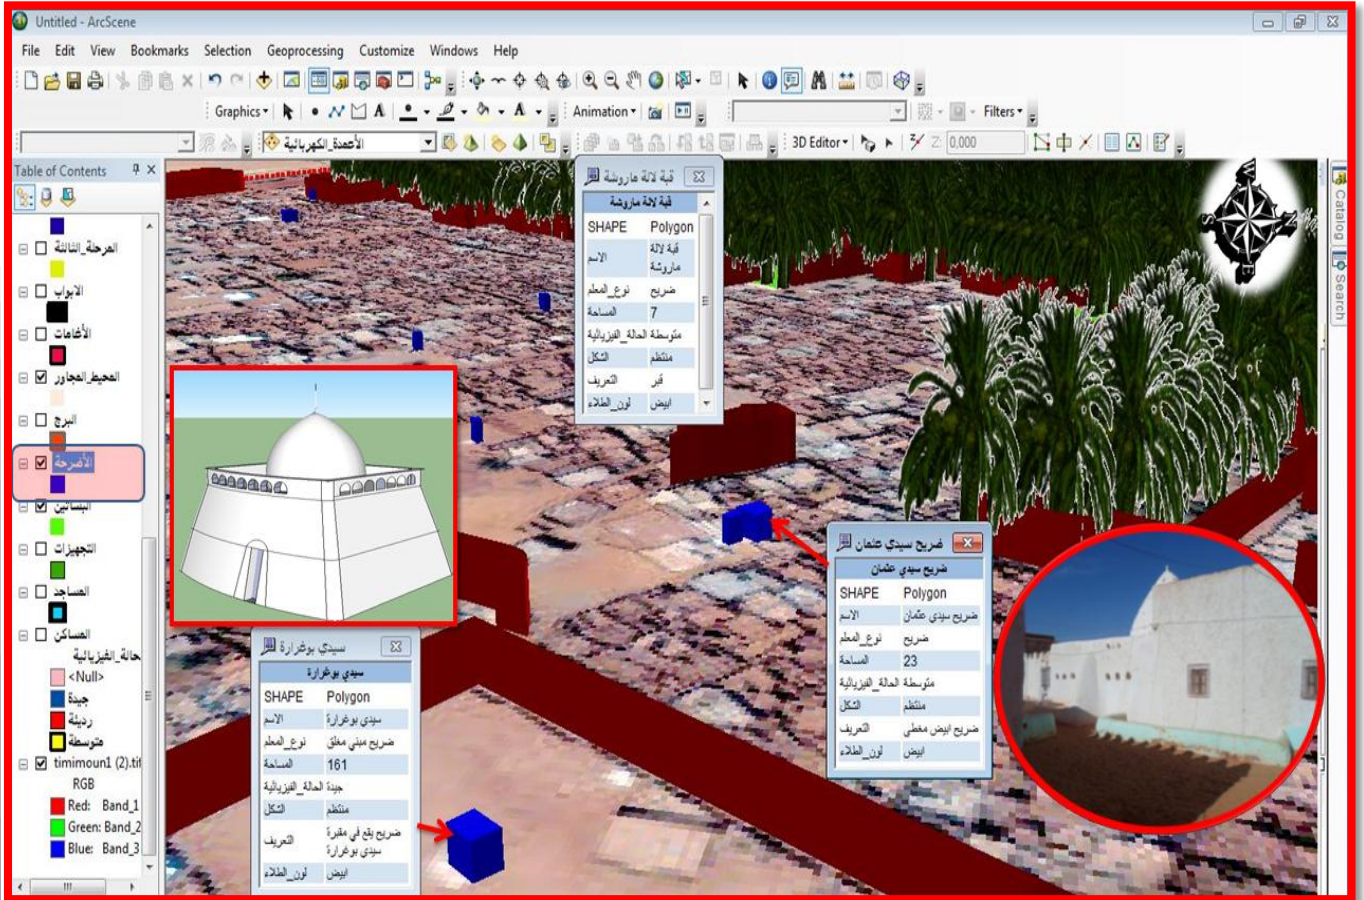 Untitled - ArcScene
File Edit View Bookmarks Selection Geoprocessing Customize Windows Help
Graphics A A Animation Filters
الأعمدة_الكهربائية 3D Editor Z: 0,000
Table of Contents
المرحلة_الثالثة
الابواب
الأغامات
المحيط_المجاور
البرج
الأضرحة
البساتين
التجهيزات
المساجد
المساكن
حالة_الفيزيائية
<Null>
جيدة
رديئة
متوسطة
timimoun1 (2).tif
RGB
Red: Band_1
Green: Band_2
Blue: Band_3
قبة لالة ماروشة
قبة لالة ماروشة
SHAPE Polygon
الاسم قبة لالة ماروشة
نوع_المعلم ضريح
المساحة 7
الحالة_الفيزيائية متوسطة
الشكل منتظم
التعريف قبر
لون_الطلاء ابيض
ضريح سيدي عثمان
ضريح سيدي عثمان
SHAPE Polygon
الاسم ضريح سيدي عثمان
نوع_المعلم ضريح
المساحة 23
الحالة_الفيزيائية متوسطة
الشكل منتظم
التعريف ضريح ابيض مغطى
لون_الطلاء ابيض
سيدي بوغرارة
سيدي بوغرارة
SHAPE Polygon
الاسم سيدي بوغرارة
نوع_المعلم ضريح مبني مغلق
المساحة 161
الحالة_الفيزيائية جيدة
الشكل منتظم
التعريف ضريح يقع في مقبرة
سيدي بوغرارة
لون_الطلاء ابيض
Catalog
Search
N
W
S
E